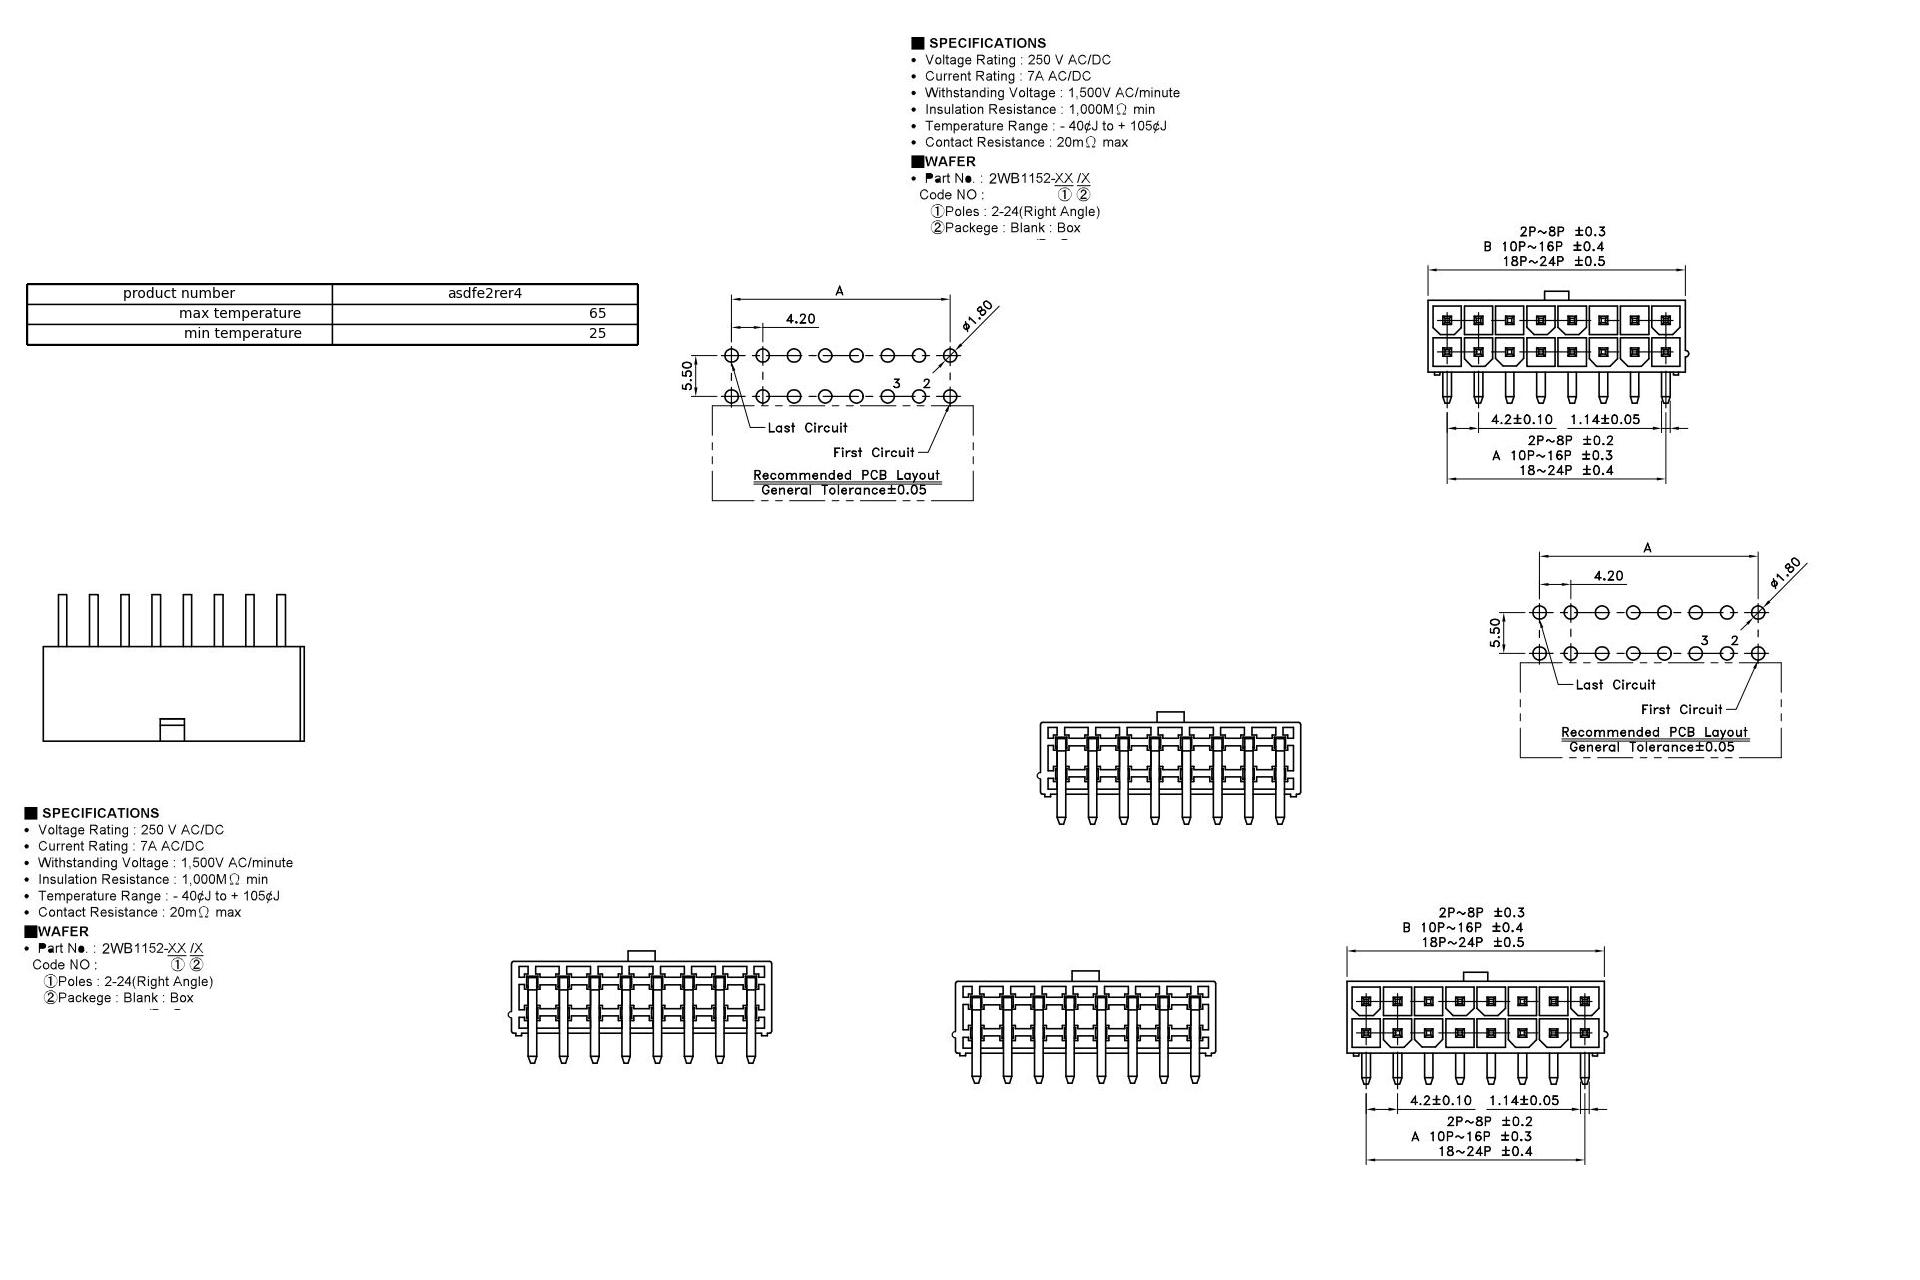 ■ SPECIFICATIONS
• Voltage Rating : 250 V AC/DC
• Current Rating : 7A AC/DC
• Withstanding Voltage : 1,500V AC/minute
• Insulation Resistance : 1,000MΩ min
• Temperature Range : - 40¢J to + 105¢J
• Contact Resistance : 20mΩ max
■WAFER
• Part No. : 2WB1152-XX /X
Code NO : ① ②
①Poles : 2-24(Right Angle)
②Packege : Blank : Box
2P~8P ±0.3
B 10P~16P ±0.4
18P~24P ±0.5
product number asdfe2rer4
max temperature 65
min temperature 25
A
4.20
ø1.80
5.50
3 2
Last Circuit
First Circuit
Recommended PCB Layout
General Tolerance±0.05
4.2±0.10 1.14±0.05
2P~8P ±0.2
A 10P~16P ±0.3
18~24P ±0.4
A
4.20
ø1.80
5.50
3 2
Last Circuit
First Circuit
Recommended PCB Layout
General Tolerance±0.05
■ SPECIFICATIONS
• Voltage Rating : 250 V AC/DC
• Current Rating : 7A AC/DC
• Withstanding Voltage : 1,500V AC/minute
• Insulation Resistance : 1,000MΩ min
• Temperature Range : - 40¢J to + 105¢J
• Contact Resistance : 20mΩ max
■WAFER
• Part No. : 2WB1152-XX /X
Code NO : ① ②
①Poles : 2-24(Right Angle)
②Packege : Blank : Box
2P~8P ±0.3
B 10P~16P ±0.4
18P~24P ±0.5
4.2±0.10 1.14±0.05
2P~8P ±0.2
A 10P~16P ±0.3
18~24P ±0.4